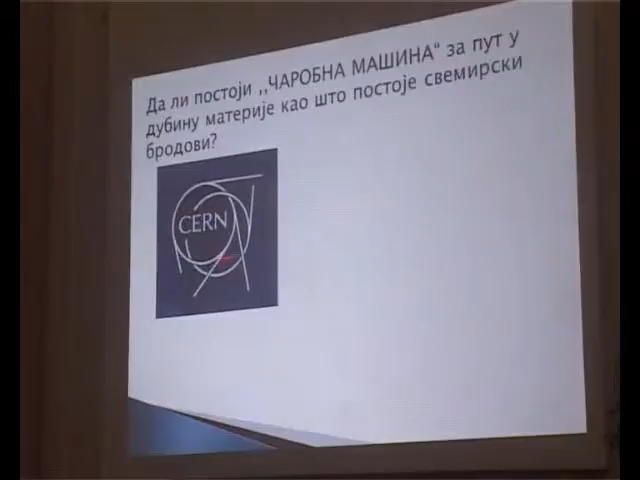 Да ли постоји ,,ЧАРОБНА МАШИНА“ за пут у
дубину материје као што постоје свемирски
бродови?
CERN